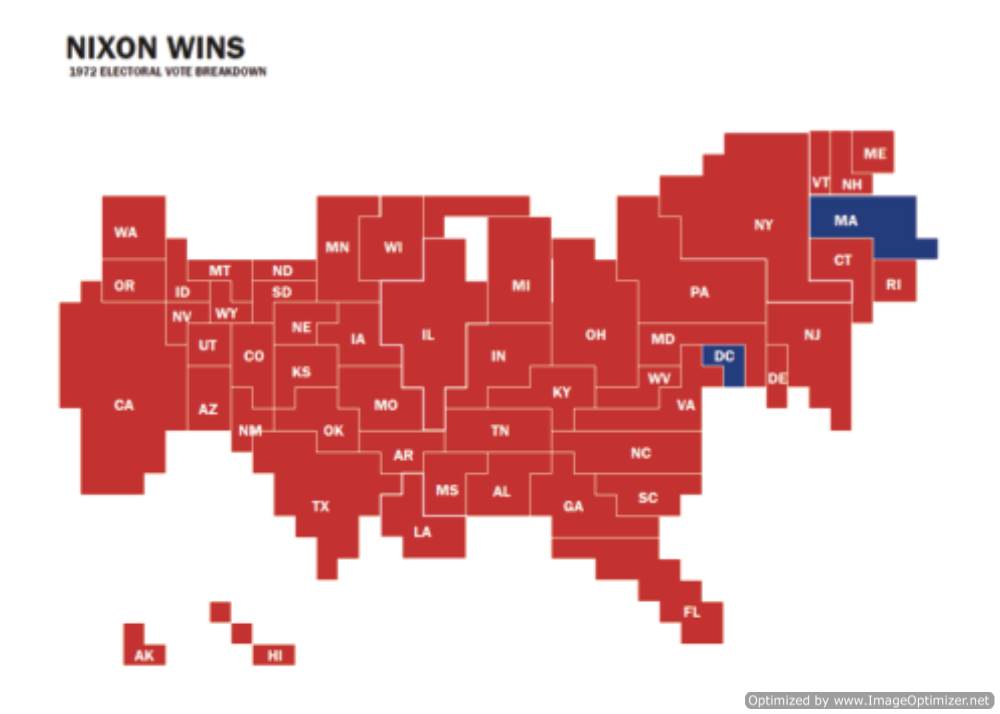 NIXON WINS
1972 ELECTORAL VOTE BREAKDOWN
ME
VT NH
MA
NY
WA
MN WI
CT
MT ND
OR ID SD MI PA RI
NV WY
NE IA IL OH MD NJ
UT CO IN DC
KS WV DE
CA AZ MO KY VA
NM OK TN
AR NC
MS AL SC
TX GA
LA
FL
AK HI
Optimized by www.ImageOptimizer.net